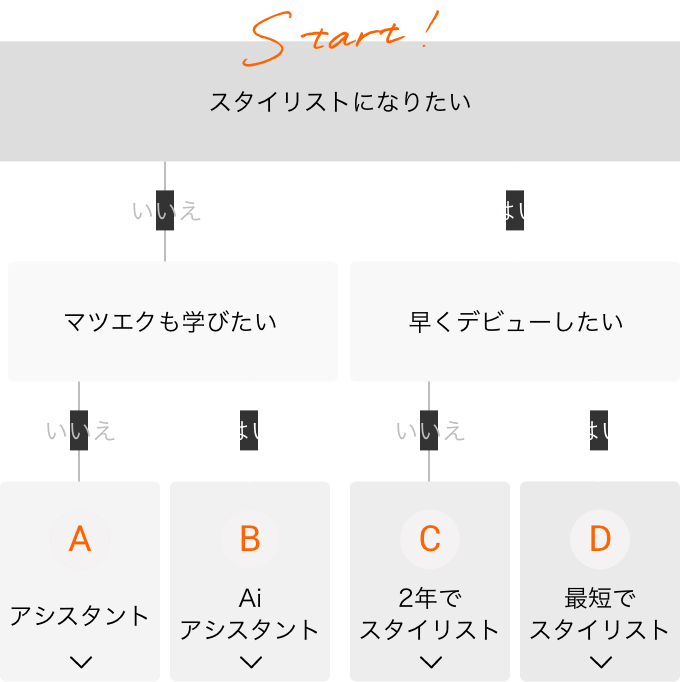 Start!
スタイリストになりたい
いいえ
はい
マツエクも学びたい
早くデビューしたい
いいえ
はい
いいえ
はい
A
B
C
D
アシスタント
Ai
アシスタント
2年で
スタイリスト
最短で
スタイリスト